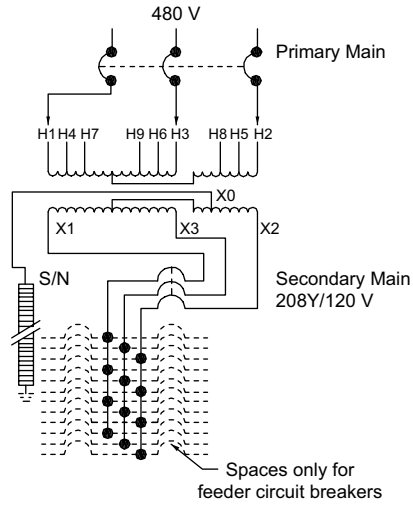 480 V
Primary Main
H1 H4 H7 H9 H6 H3 H8 H5 H2
X0
X1 X3 X2
S/N
Secondary Main
208Y/120 V
Spaces only for
feeder circuit breakers